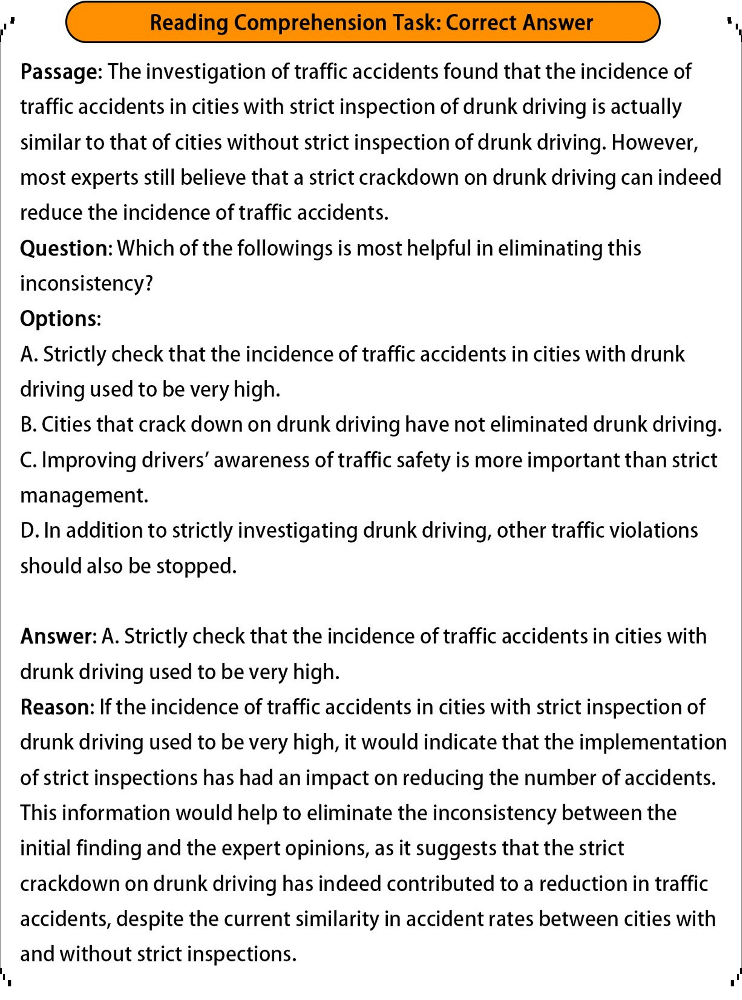 Reading Comprehension Task: Correct Answer
Passage: The investigation of traffic accidents found that the incidence of
traffic accidents in cities with strict inspection of drunk driving is actually
similar to that of cities without strict inspection of drunk driving. However,
most experts still believe that a strict crackdown on drunk driving can indeed
reduce the incidence of traffic accidents.
Question: Which of the followings is most helpful in eliminating this
inconsistency?
Options:
A. Strictly check that the incidence of traffic accidents in cities with drunk
driving used to be very high.
B. Cities that crack down on drunk driving have not eliminated drunk driving.
C. Improving drivers’ awareness of traffic safety is more important than strict
management.
D. In addition to strictly investigating drunk driving, other traffic violations
should also be stopped.
Answer: A. Strictly check that the incidence of traffic accidents in cities with
drunk driving used to be very high.
Reason: If the incidence of traffic accidents in cities with strict inspection of
drunk driving used to be very high, it would indicate that the implementation
of strict inspections has had an impact on reducing the number of accidents.
This information would help to eliminate the inconsistency between the
initial finding and the expert opinions, as it suggests that the strict
crackdown on drunk driving has indeed contributed to a reduction in traffic
accidents, despite the current similarity in accident rates between cities with
and without strict inspections.